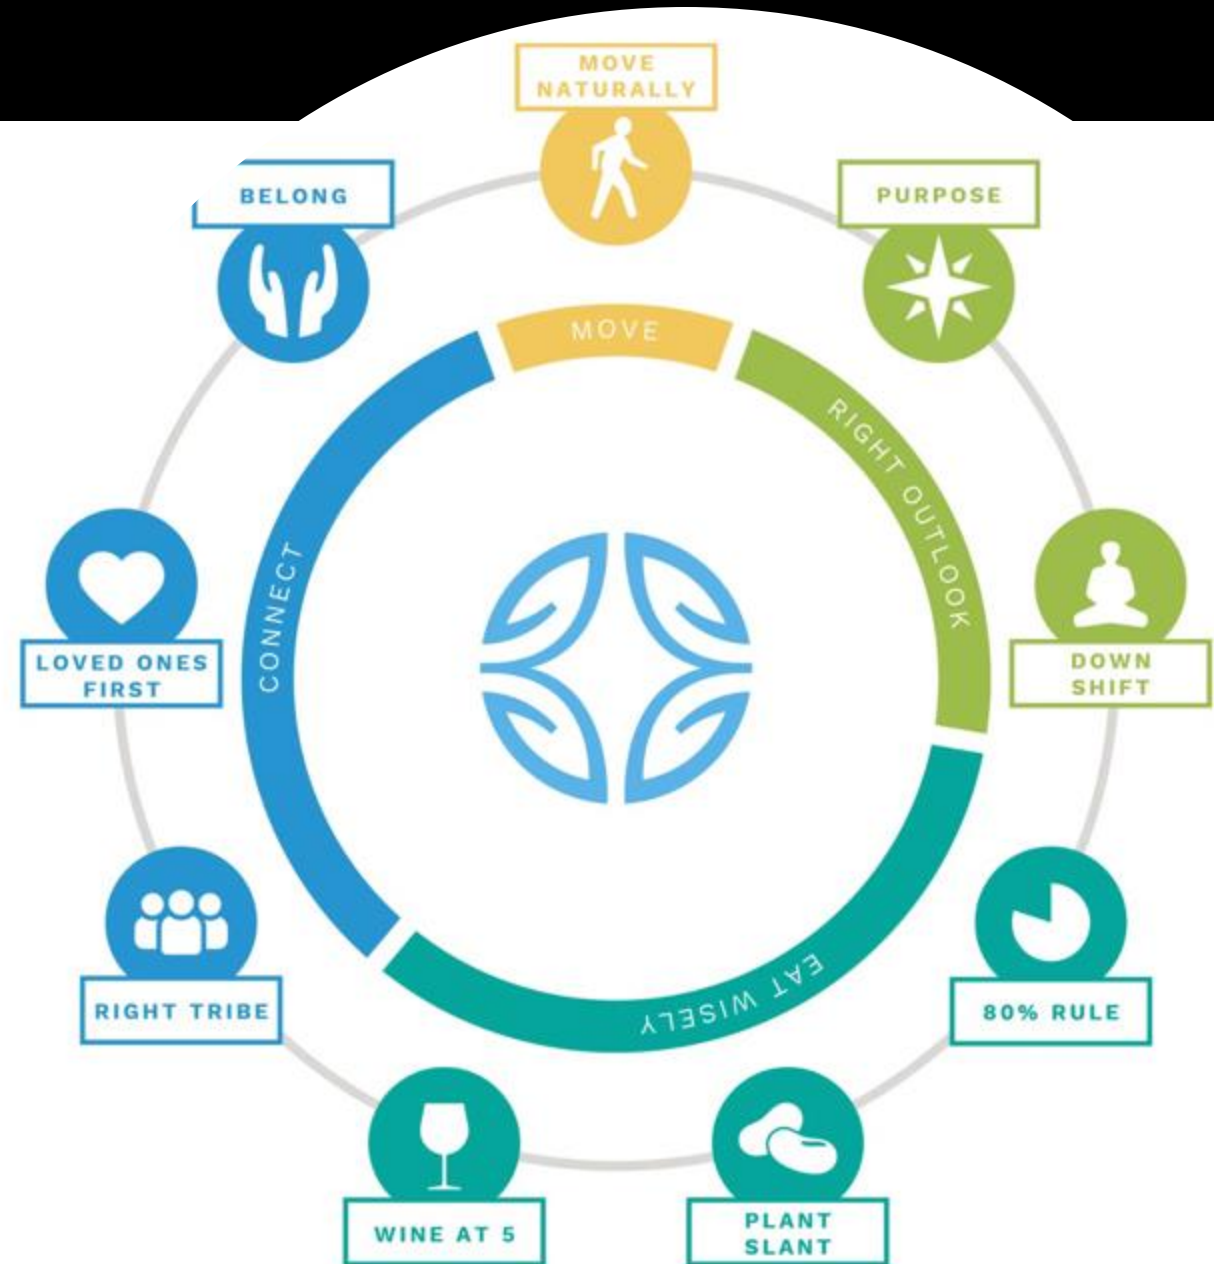 MOVE
NATURALLY
BELONG
PURPOSE
MOVE
RIGHT OUTLOOK
CONNECT
LOVED ONES
FIRST
DOWN
SHIFT
EAT WISELY
RIGHT TRIBE
80% RULE
WINE AT 5
PLANT
SLANT